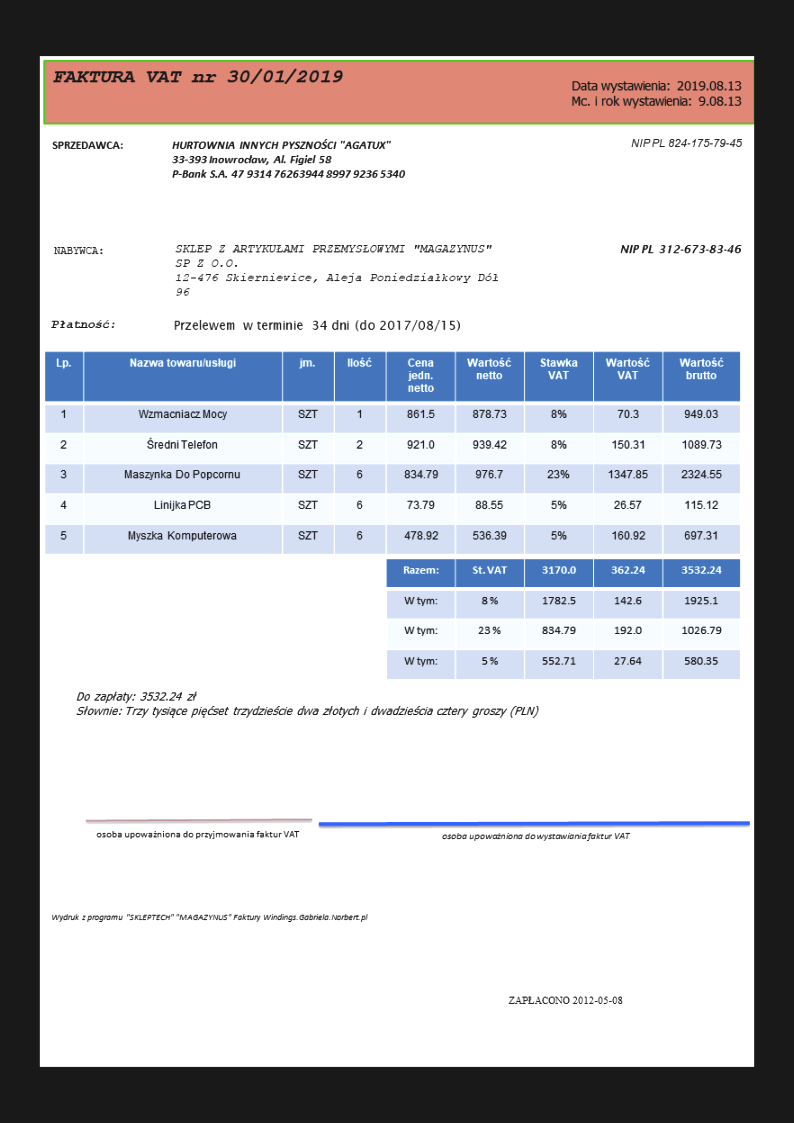 FAKTURA VAT nr 30/01/2019
Data wystawienia: 2019.08.13
Mc. i rok wystawienia: 9.08.13
SPRZEDAWCA: HURTOWNIA INNYCH PYSZNOŚCI "AGATUX" NIP PL 824-175-79-45
33-393 Inowrocław, Al. Figiel 58
P-Bank S.A. 47 9314 76263944 8997 9236 5340
NABYWCA: SKLEP Z ARTYKUŁAMI PRZEMYSŁOWYMI "MAGAZYNUS" NIP PL 312-673-83-46
SP Z O.O.
12-476 Skierniewice, Aleja Poniedziałkowy Dół
96
Płatność: Przelewem w terminie 34 dni (do 2017/08/15)
Lp. Nazwa towaru/usługi jm. Ilość Cena jedn. netto Wartość netto Stawka VAT Wartość VAT Wartość brutto
1 Wzmacniacz Mocy SZT 1 861.5 878.73 8% 70.3 949.03
2 Średni Telefon SZT 2 921.0 939.42 8% 150.31 1089.73
3 Maszynka Do Popcornu SZT 6 834.79 976.7 23% 1347.85 2324.55
4 Linijka PCB SZT 6 73.79 88.55 5% 26.57 115.12
5 Myszka Komputerowa SZT 6 478.92 536.39 5% 160.92 697.31
Razem: St. VAT 3170.0 362.24 3532.24
W tym: 8 % 1782.5 142.6 1925.1
W tym: 23 % 834.79 192.0 1026.79
W tym: 5 % 552.71 27.64 580.35
Do zapłaty: 3532.24 zł
Słownie: Trzy tysiące pięćset trzydzieście dwa złotych i dwadzieścia cztery groszy (PLN)
osoba upoważniona do przyjmowania faktur VAT
osoba upoważniona do wystawiania faktur VAT
Wydruk z programu "SKLEPTECH" "MAGAZYNUS" Faktury Windings.Gabriela.Norbert.pl
ZAPŁACONO 2012-05-08